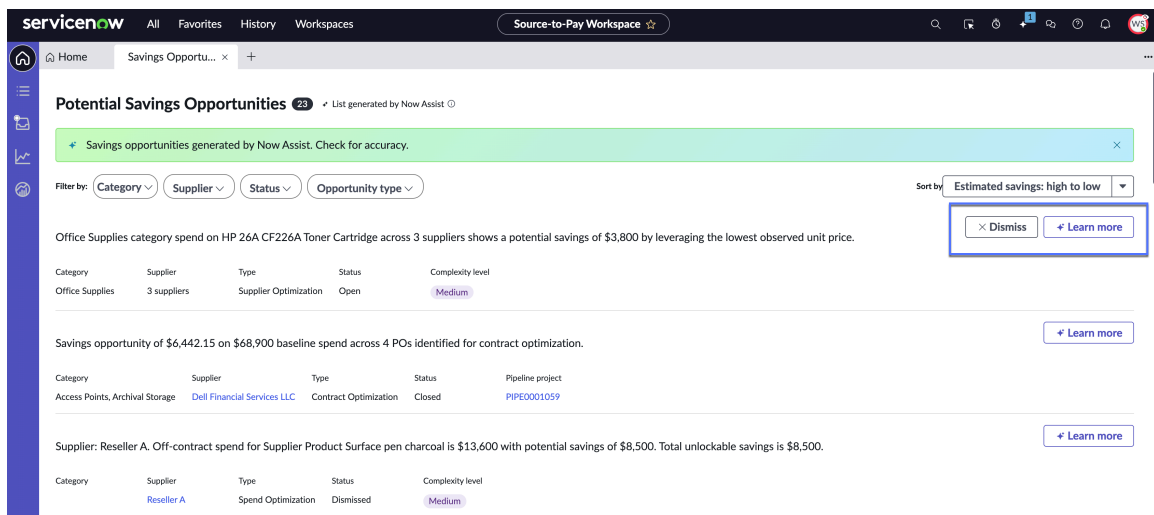 servicenow All Favorites History Workspaces Source-to-Pay Workspace 1 WS
Home Savings Opportu... × +
Potential Savings Opportunities 23 List generated by Now Assist
Savings opportunities generated by Now Assist. Check for accuracy.
Filter by: Category Supplier Status Opportunity type Sort by Estimated savings: high to low
Office Supplies category spend on HP 26A CF226A Toner Cartridge across 3 suppliers shows a potential savings of $3,800 by leveraging the lowest observed unit price. × Dismiss Learn more
Category Supplier Type Status Complexity level
Office Supplies 3 suppliers Supplier Optimization Open Medium
Learn more
Savings opportunity of $6,442.15 on $68,900 baseline spend across 4 POs identified for contract optimization.
Category Supplier Type Status Pipeline project
Access Points, Archival Storage Dell Financial Services LLC Contract Optimization Closed PIPE0001059
Learn more
Supplier: Reseller A. Off-contract spend for Supplier Product Surface pen charcoal is $13,600 with potential savings of $8,500. Total unlockable savings is $8,500.
Category Supplier Type Status Complexity level
Reseller A Spend Optimization Dismissed Medium